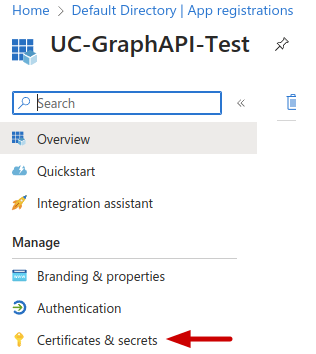 Home > Default Directory | App registrations >
UC-GraphAPI-Test
Search «
Overview
Quickstart
Integration assistant
Manage
Branding & properties
Authentication
Certificates & secrets